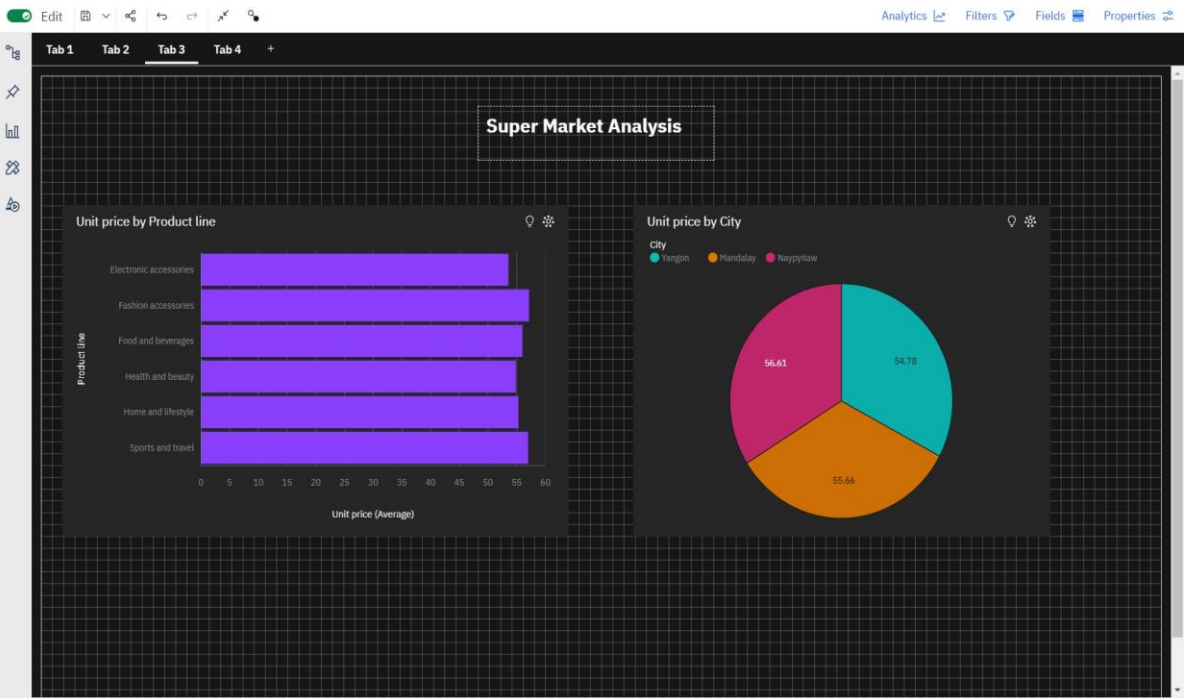 Edit Analytics Filters Fields Properties
Tab 1 Tab 2 Tab 3 Tab 4 +
Super Market Analysis
Unit price by Product line
Product line
Electronic accessories
Fashion accessories
Food and beverages
Health and beauty
Home and lifestyle
Sports and travel
0 5 10 15 20 25 30 35 40 45 50 55 60
Unit price (Average)
Unit price by City
City
Yangon Mandalay Naypyitaw
56.61
54.78
55.66